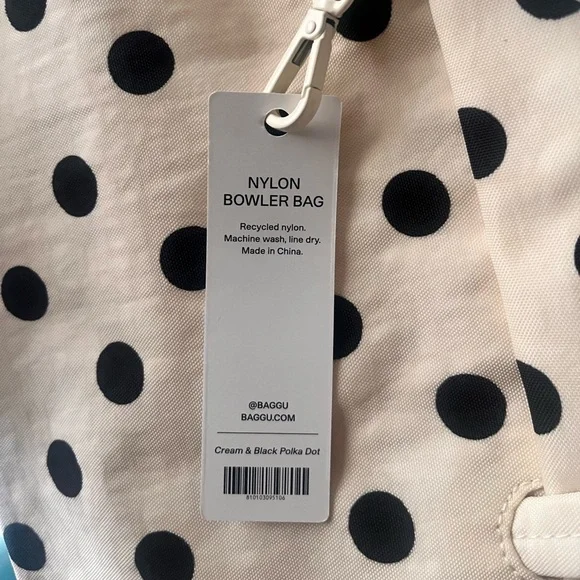 NYLON
BOWLER BAG
Recycled nylon.
Machine wash, line dry.
Made in China.
@BAGGU
BAGGU.COM
Cream & Black Polka Dot
810103095106